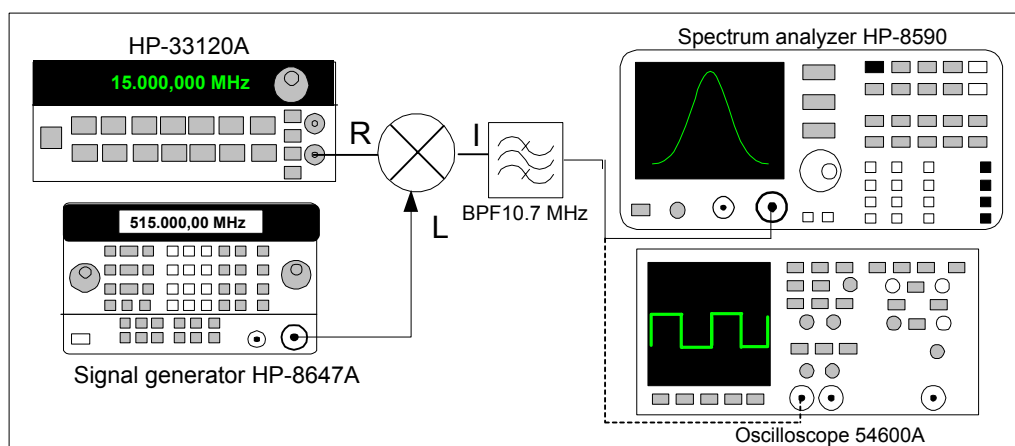 HP-33120A
15.000,000 MHz
Spectrum analyzer HP-8590
R
I
BPF10.7 MHz
L
515.000,00 MHz
Signal generator HP-8647A
Oscilloscope 54600A